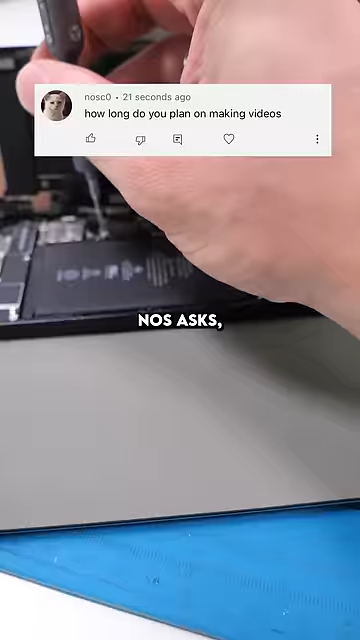 nosc0 • 21 seconds ago
how long do you plan on making videos
NOS ASKS,